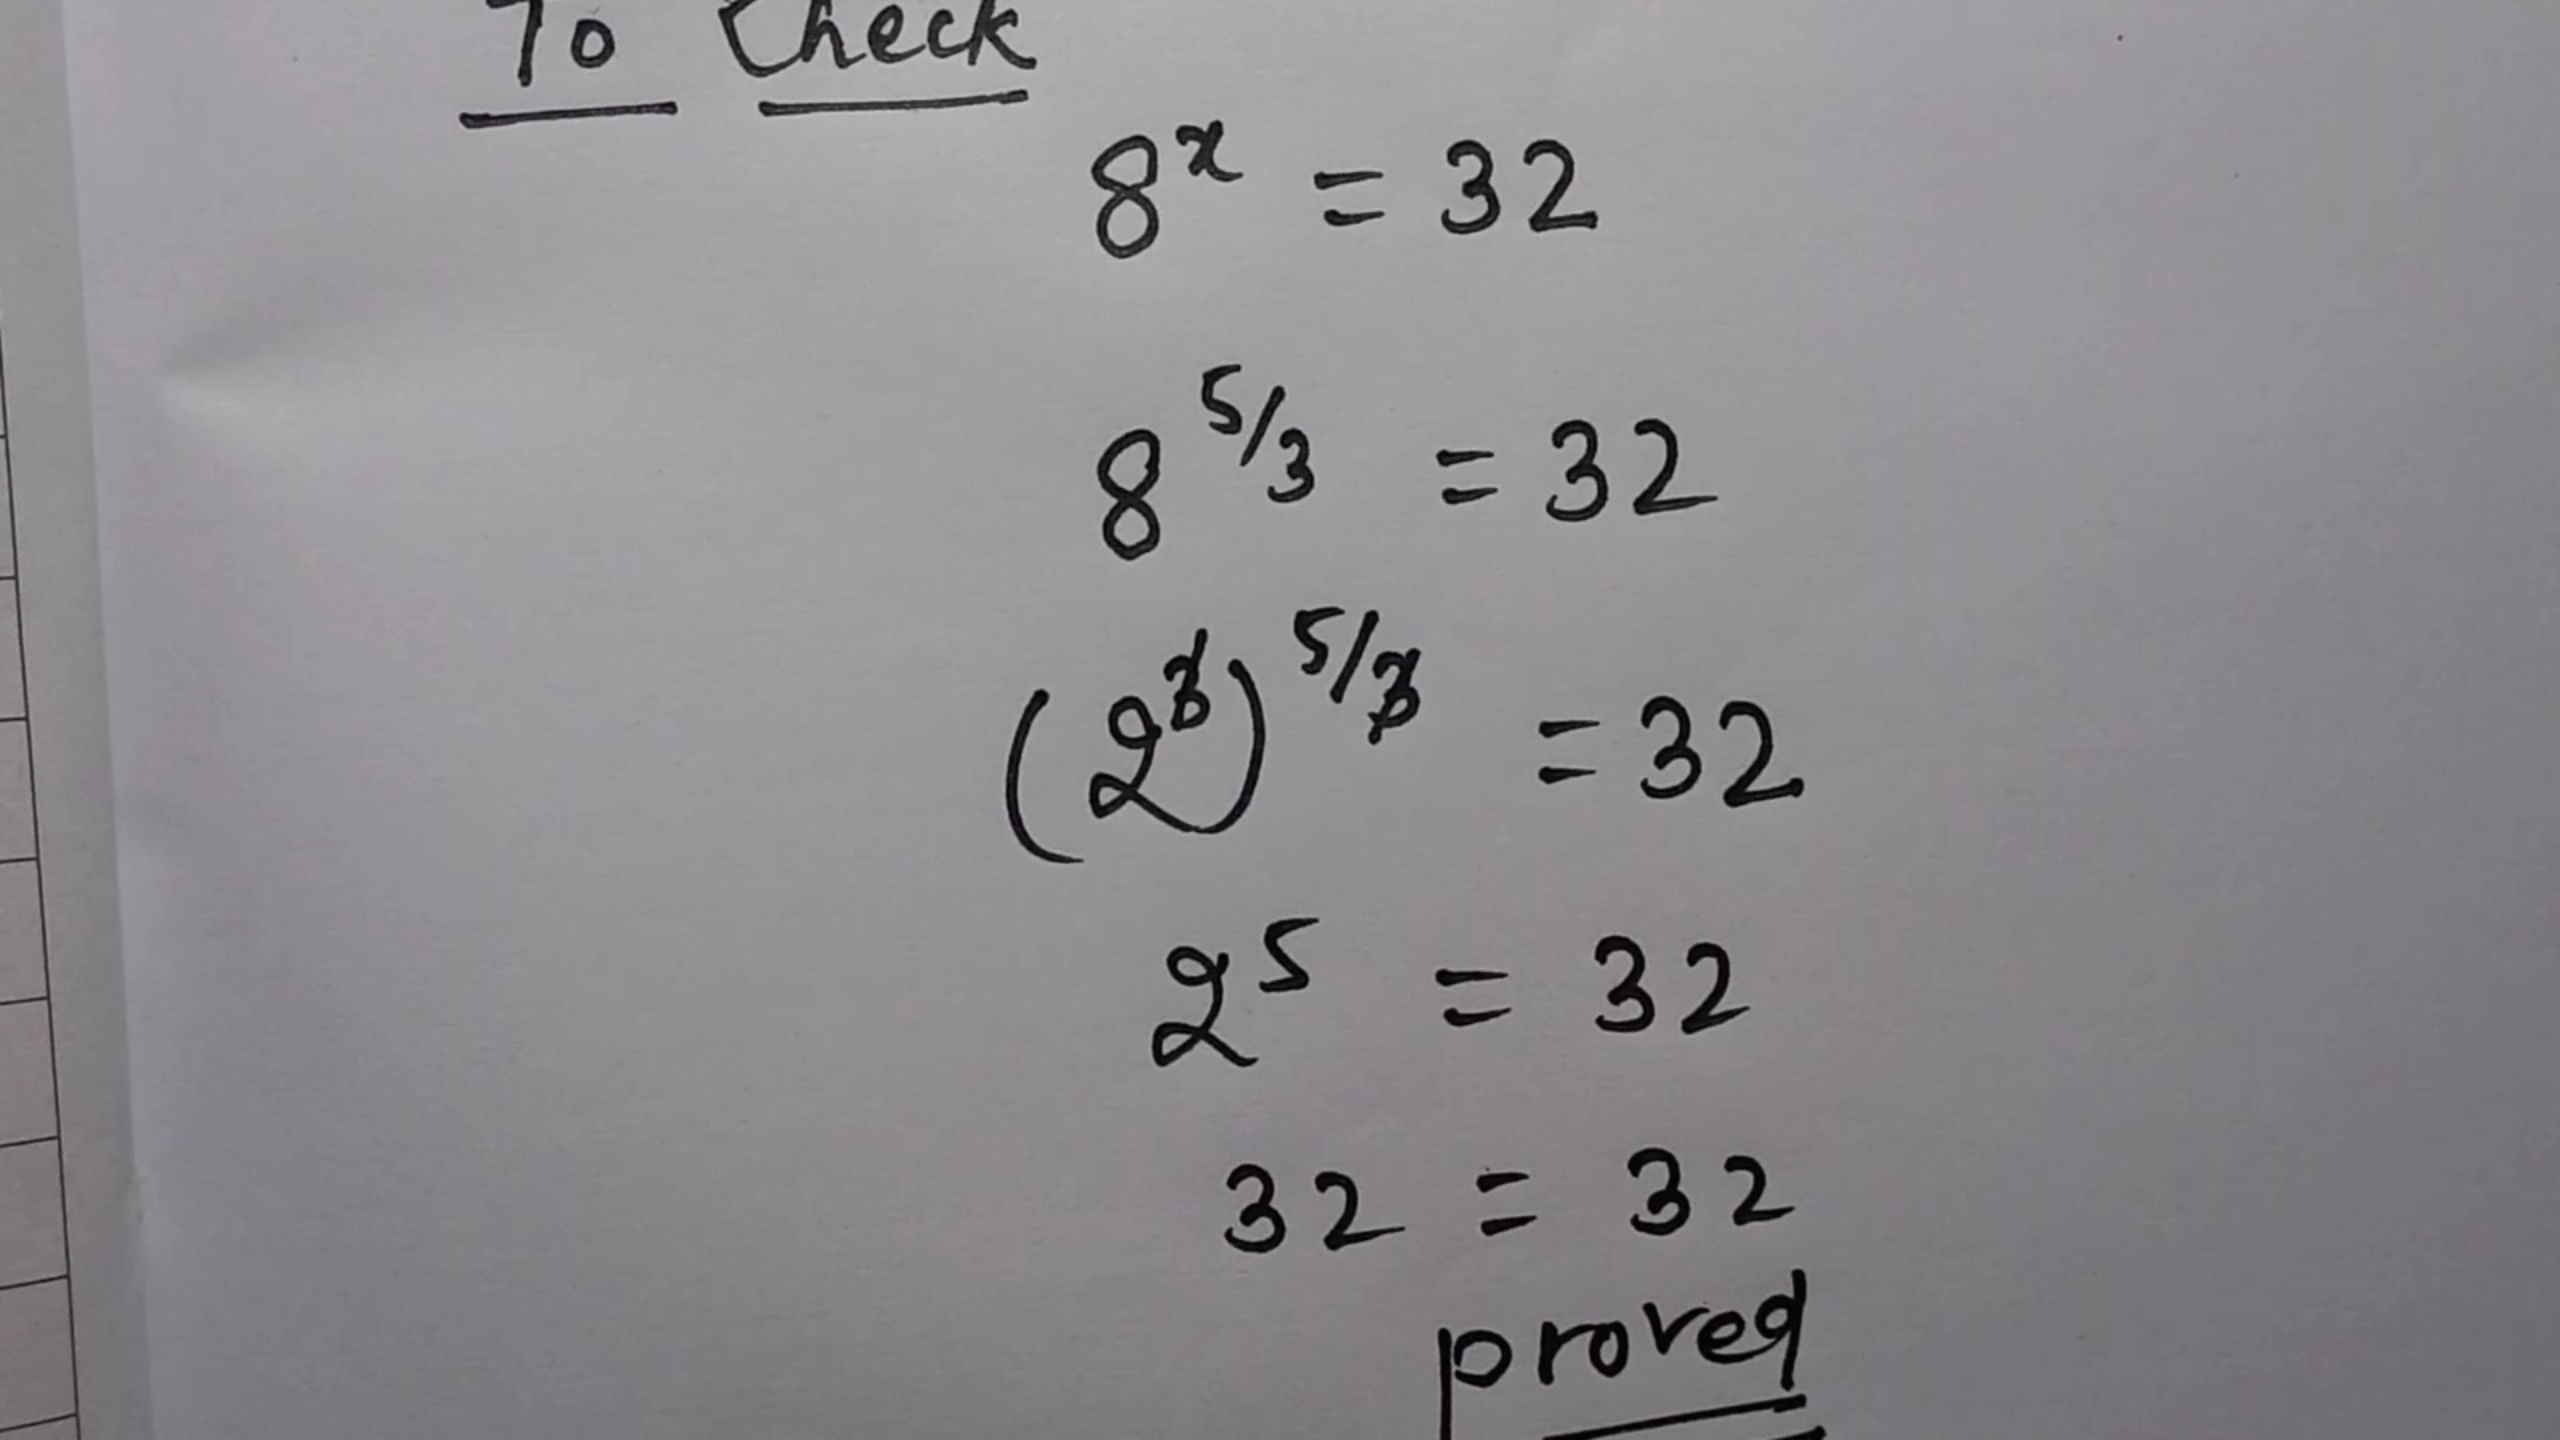 To Check
8^x = 32
8^5/3 = 32
(2^3)^5/3 = 32
2^5 = 32
32 = 32
proved